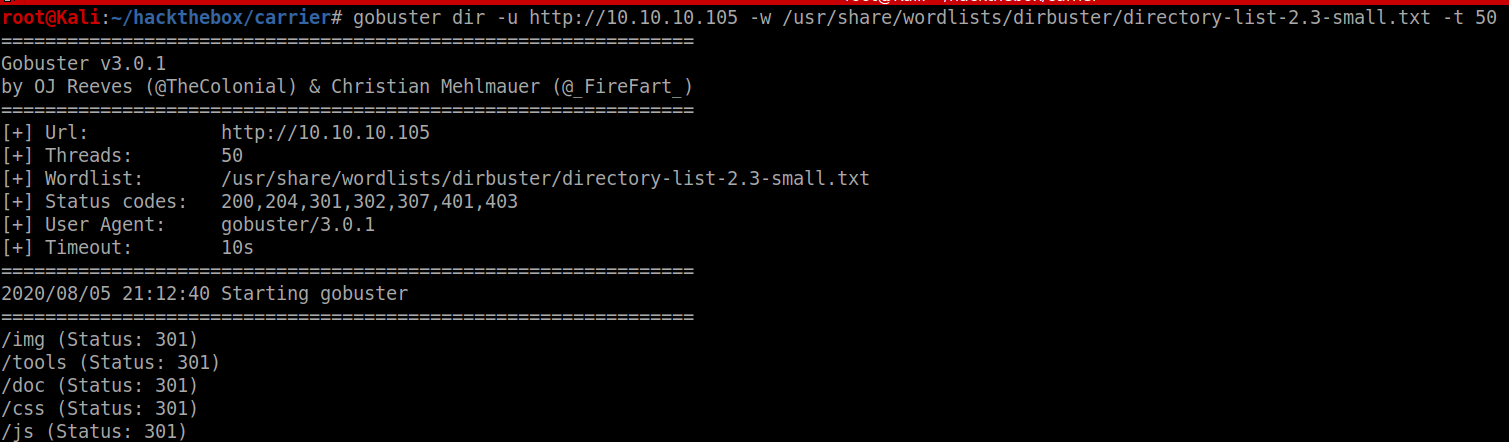 root@Kali:~/hackthebox/carrier# gobuster dir -u http://10.10.10.105 -w /usr/share/wordlists/dirbuster/directory-list-2.3-small.txt -t 50
===============================================================
Gobuster v3.0.1
by OJ Reeves (@TheColonial) & Christian Mehlmauer (@_FireFart_)
===============================================================
[+] Url:            http://10.10.10.105
[+] Threads:        50
[+] Wordlist:       /usr/share/wordlists/dirbuster/directory-list-2.3-small.txt
[+] Status codes:   200,204,301,302,307,401,403
[+] User Agent:     gobuster/3.0.1
[+] Timeout:        10s
===============================================================
2020/08/05 21:12:40 Starting gobuster
===============================================================
/img (Status: 301)
/tools (Status: 301)
/doc (Status: 301)
/css (Status: 301)
/js (Status: 301)